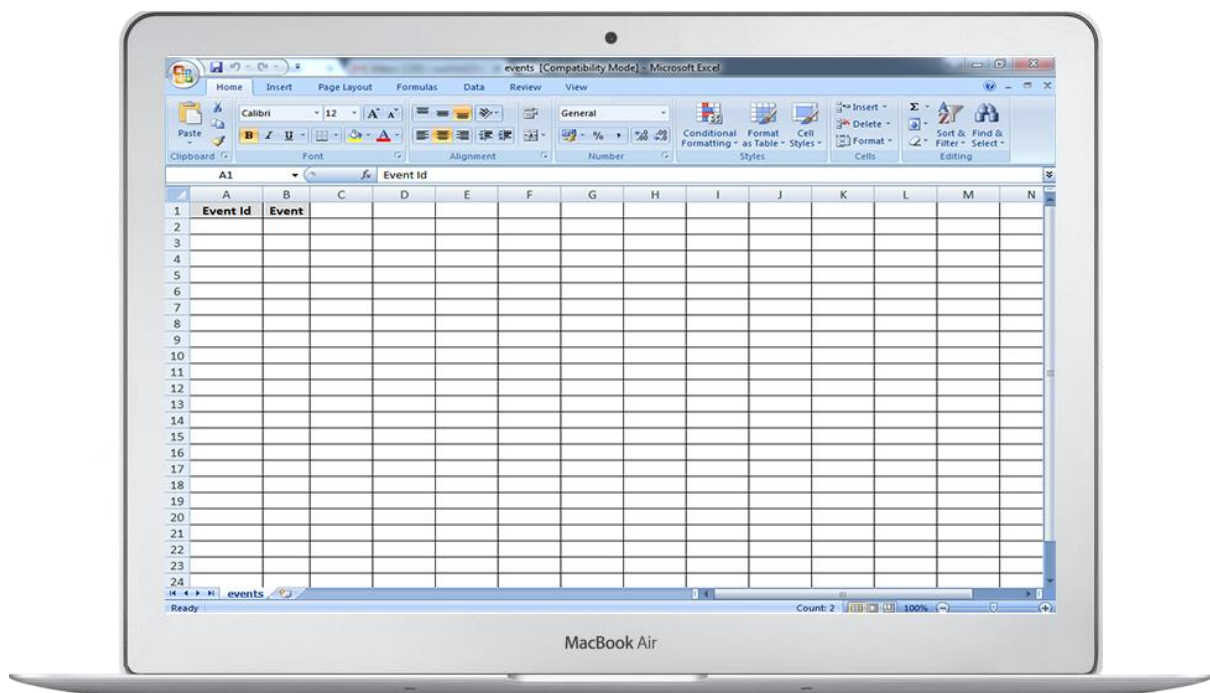 events [Compatibility Mode] - Microsoft Excel
Home Insert Page Layout Formulas Data Review View
Paste
Calibri 12 A A
B I U A
General
% ,
Conditional Formatting
Format as Table
Cell Styles
Insert
Delete
Format
Σ
Sort & Filter
Find & Select
Clipboard Font Alignment Number Styles Cells Editing
A1 fx Event Id
A B C D E F G H I J K L M N
1 Event Id Event
2
3
4
5
6
7
8
9
10
11
12
13
14
15
16
17
18
19
20
21
22
23
24
events
Ready Count: 2 100%
MacBook Air